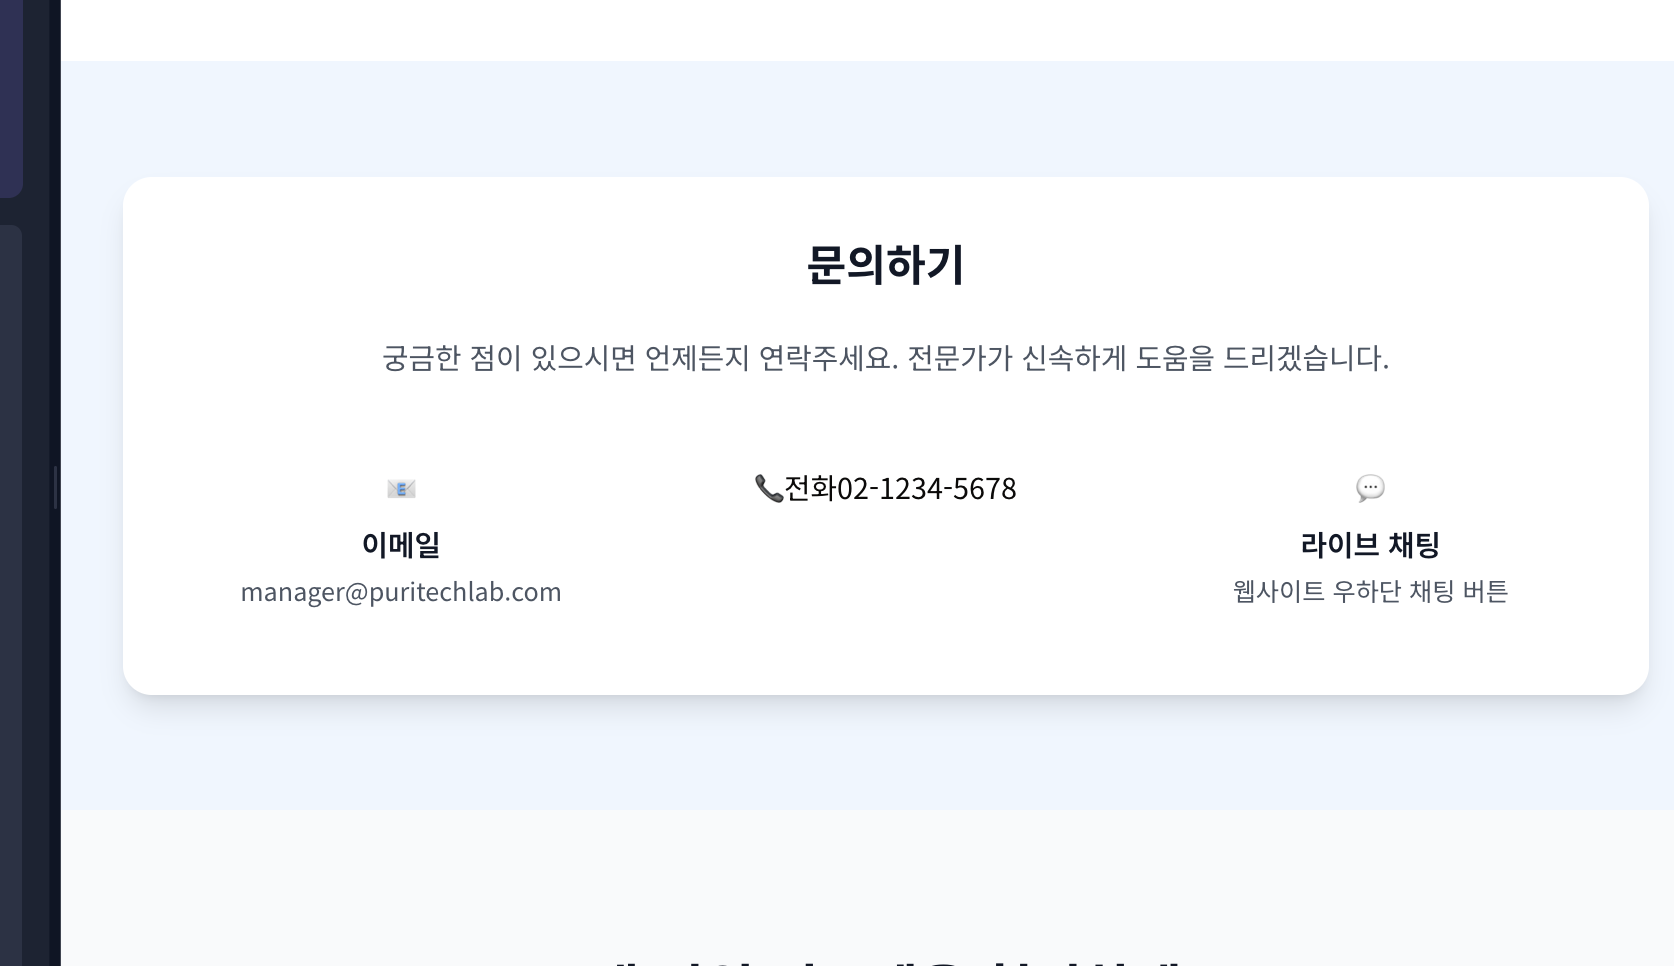 문의하기
궁금한 점이 있으시면 언제든지 연락주세요. 전문가가 신속하게 도움을 드리겠습니다.
이메일
manager@puritechlab.com
전화02-1234-5678
라이브 채팅
웹사이트 우하단 채팅 버튼